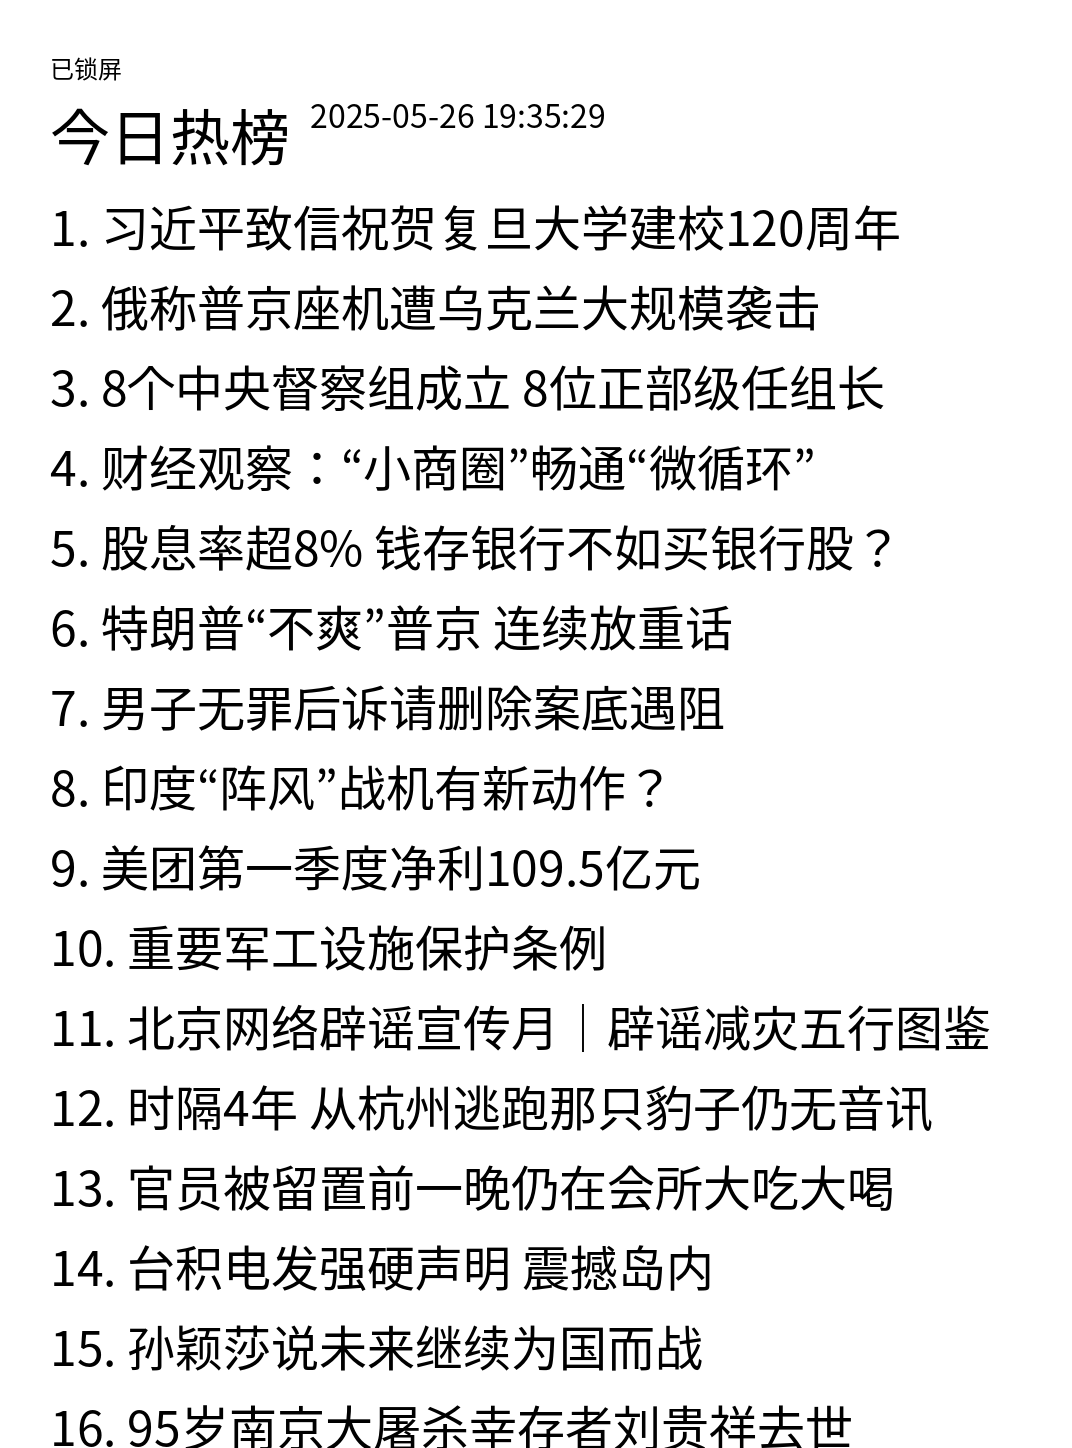 已锁屏
今日热榜 2025-05-26 19:35:29
1. 习近平致信祝贺复旦大学建校120周年
2. 俄称普京座机遭乌克兰大规模袭击
3. 8个中央督察组成立 8位正部级任组长
4. 财经观察：“小商圈”畅通“微循环”
5. 股息率超8% 钱存银行不如买银行股？
6. 特朗普“不爽”普京 连续放重话
7. 男子无罪后诉请删除案底遇阻
8. 印度“阵风”战机有新动作？
9. 美团第一季度净利109.5亿元
10. 重要军工设施保护条例
11. 北京网络辟谣宣传月｜辟谣减灾五行图鉴
12. 时隔4年 从杭州逃跑那只豹子仍无音讯
13. 官员被留置前一晚仍在会所大吃大喝
14. 台积电发强硬声明 震撼岛内
15. 孙颖莎说未来继续为国而战
16. 95岁南京大屠杀幸存者刘贵祥去世